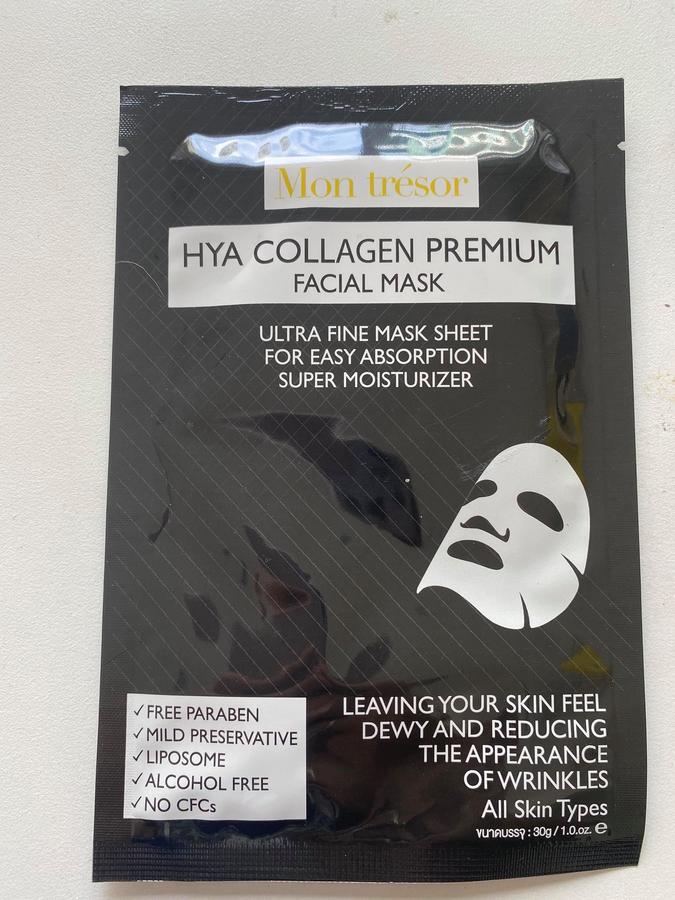 Mon trésor
HYA COLLAGEN PREMIUM
FACIAL MASK
ULTRA FINE MASK SHEET
FOR EASY ABSORPTION
SUPER MOISTURIZER
✓FREE PARABEN
✓MILD PRESERVATIVE
✓LIPOSOME
✓ALCOHOL FREE
✓NO CFCs
LEAVING YOUR SKIN FEEL
DEWY AND REDUCING
THE APPEARANCE
OF WRINKLES
All Skin Types
ขนาดบรรจุ : 30g / 1.0.oz. ℮